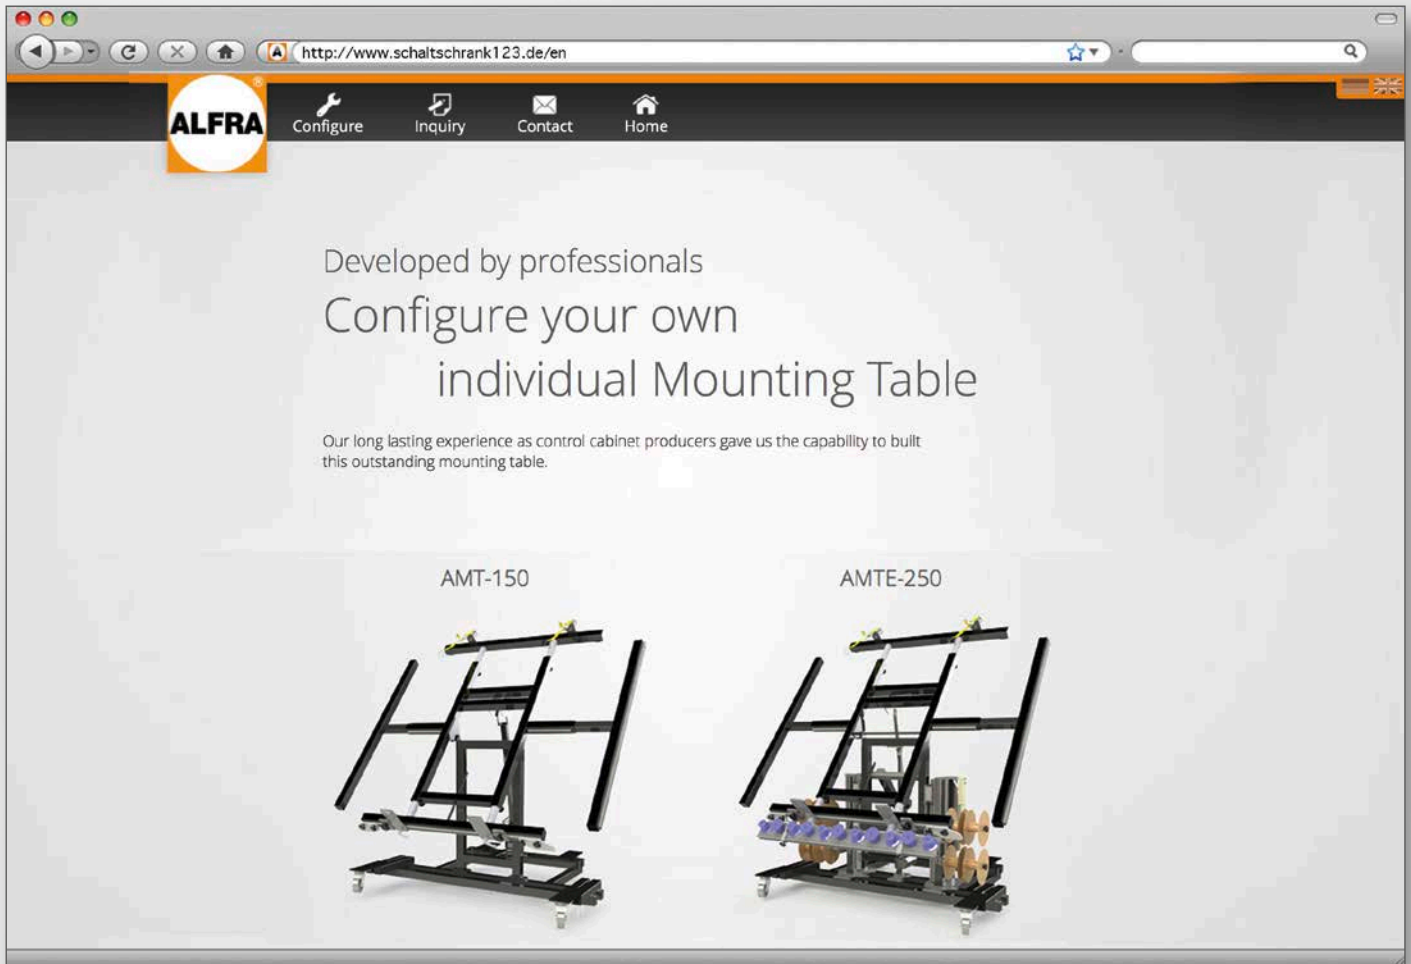 http://www.schaltschrank123.de/en
ALFRA®
Configure
Inquiry
Contact
Home
Developed by professionals
Configure your own
individual Mounting Table
Our long lasting experience as control cabinet producers gave us the capability to built
this outstanding mounting table.
AMT-150
AMTE-250